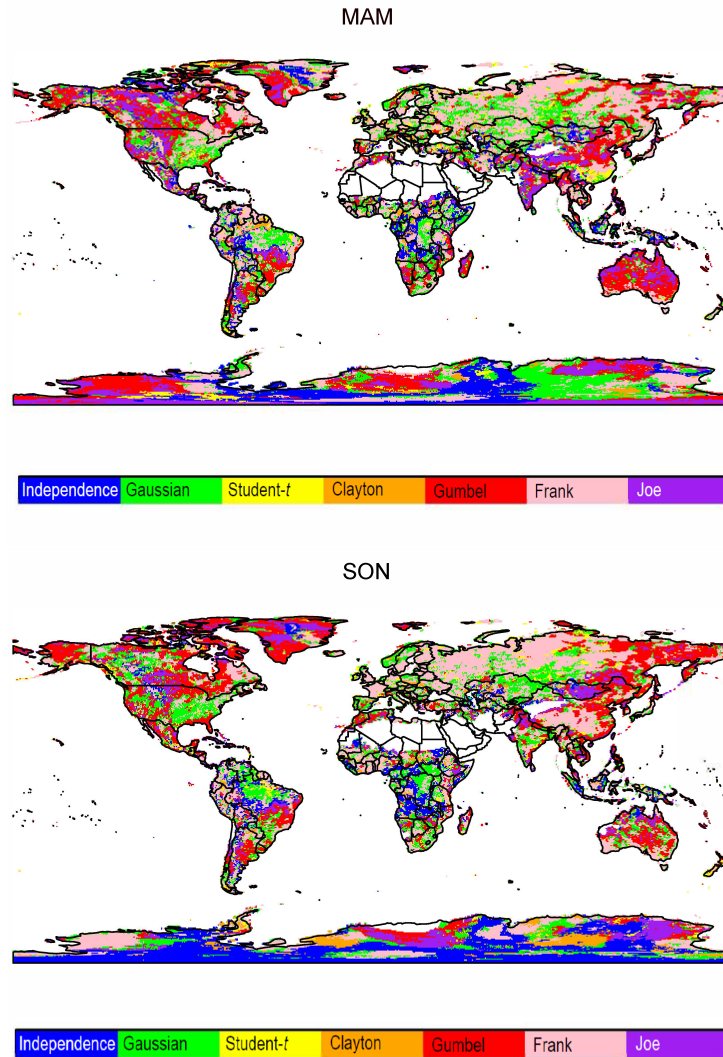 MAM
Independence Gaussian Student-t Clayton Gumbel Frank Joe
SON
Independence Gaussian Student-t Clayton Gumbel Frank Joe